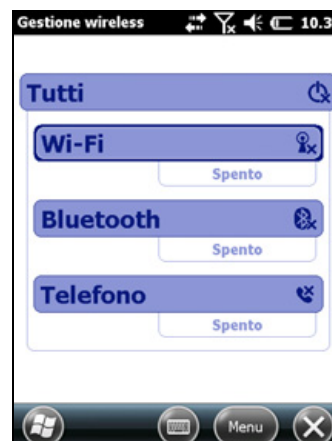 Gestione wireless 10.3
Tutti
Wi-Fi
Spento
Bluetooth
Spento
Telefono
Spento
Menu